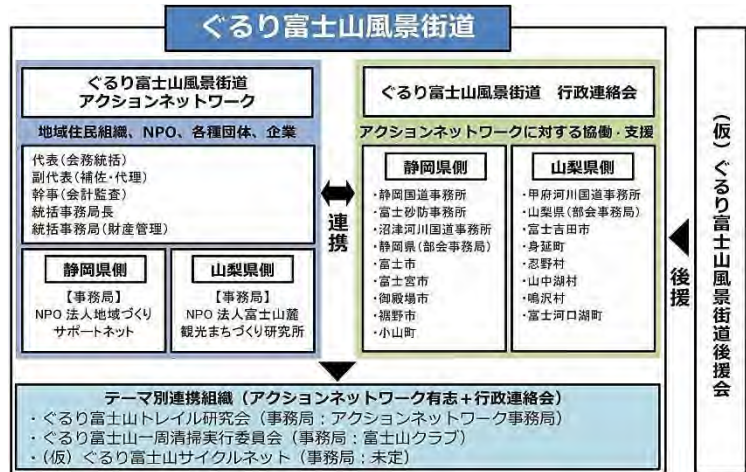 ぐるり富士山風景街道
ぐるり富士山風景街道
アクションネットワーク
地域住民組織、NPO、各種団体、企業
代表(会務統括)
副代表(補佐・代理)
幹事(会計監査)
統括事務局長
統括事務局(財産管理)
静岡県側
【事務局】
NPO 法人地域づくり
サポートネット
山梨県側
【事務局】
NPO 法人富士山麓
観光まちづくり研究所
連携
ぐるり富士山風景街道 行政連絡会
アクションネットワークに対する協働・支援
静岡県側
・静岡国道事務所
・富士砂防事務所
・沼津河川国道事務所
・静岡県(部会事務局)
・富士市
・富士宮市
・御殿場市
・裾野市
・小山町
山梨県側
・甲府河川国道事務所
・山梨県(部会事務局)
・富士吉田市
・身延町
・忍野村
・山中湖村
・鳴沢村
・富士河口湖町
後援
(仮)ぐるり富士山風景街道後援会
テーマ別連携組織(アクションネットワーク有志+行政連絡会)
・ぐるり富士山トレイル研究会(事務局:アクションネットワーク事務局)
・ぐるり富士山一周清掃実行委員会(事務局:富士山クラブ)
・(仮)ぐるり富士山サイクルネット(事務局:未定)